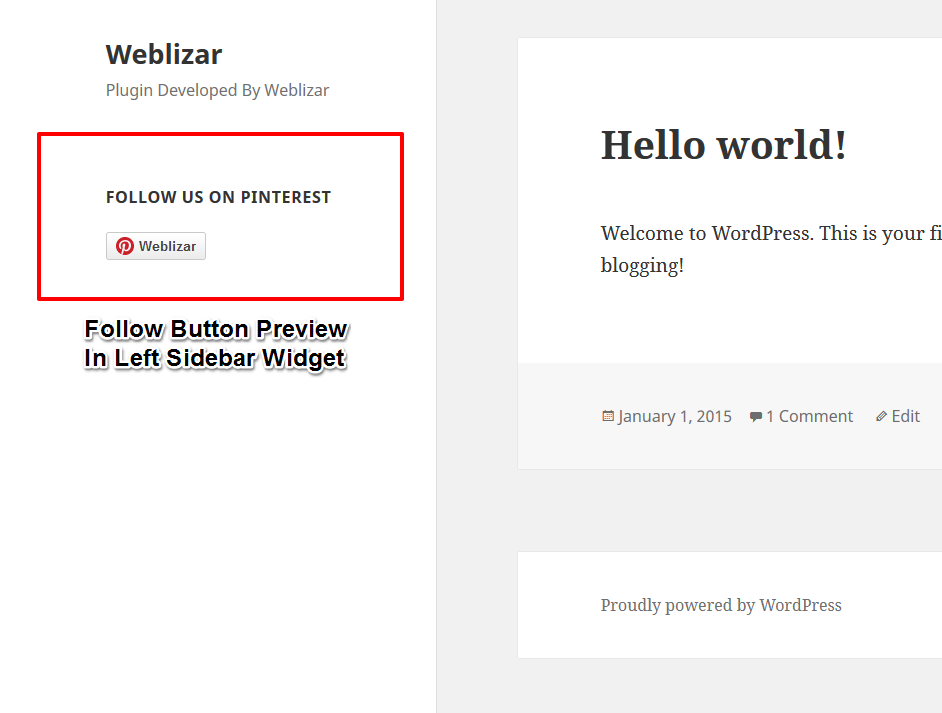 Weblizar
Plugin Developed By Weblizar
FOLLOW US ON PINTEREST
Weblizar
Follow Button Preview
In Left Sidebar Widget
Hello world!
Welcome to WordPress. This is your fi
blogging!
January 1, 2015 1 Comment Edit
Proudly powered by WordPress